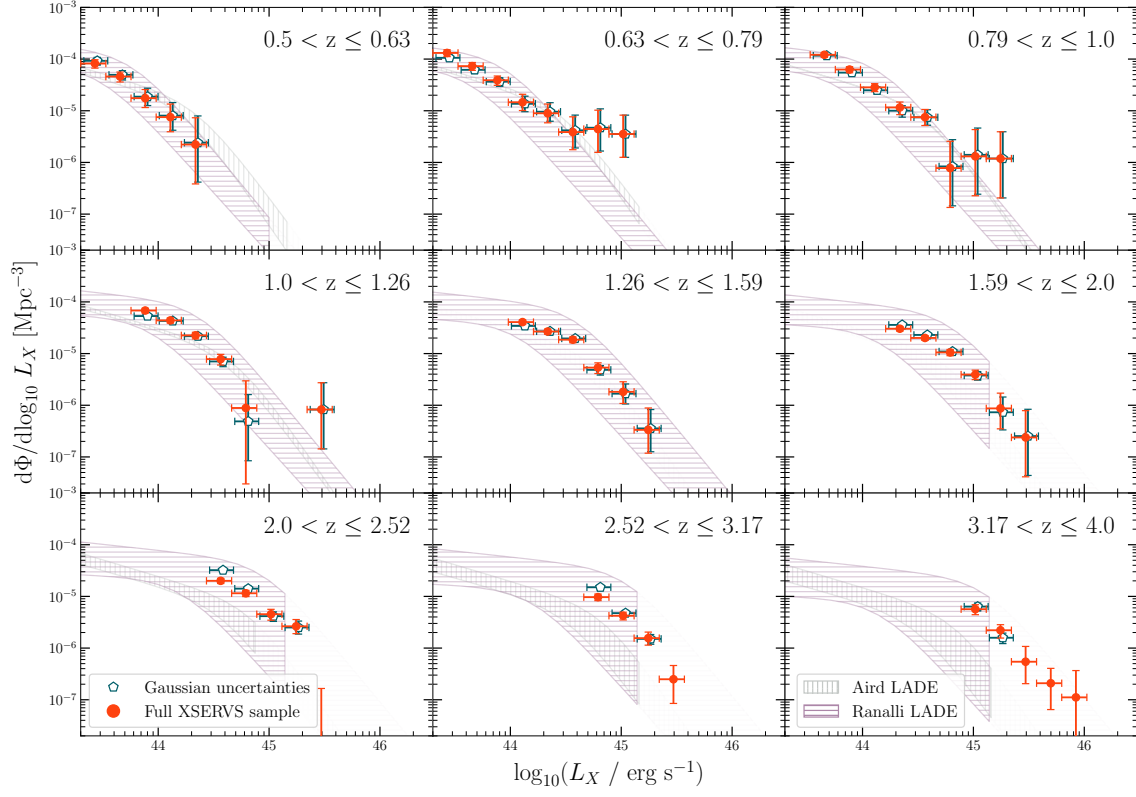 10⁻³
10⁻⁴
10⁻⁵
10⁻⁶
10⁻⁷
10⁻³
0.5 < z ≤ 0.63
0.63 < z ≤ 0.79
0.79 < z ≤ 1.0
10⁻⁴
10⁻⁵
10⁻⁶
10⁻⁷
10⁻³
1.0 < z ≤ 1.26
1.26 < z ≤ 1.59
1.59 < z ≤ 2.0
10⁻⁴
10⁻⁵
10⁻⁶
10⁻⁷
2.0 < z ≤ 2.52
2.52 < z ≤ 3.17
3.17 < z ≤ 4.0
dΦ/dlog₁₀ L_X [Mpc⁻³]
Gaussian uncertainties
Full XSERVS sample
Aird LADE
Ranalli LADE
44 45 46 44 45 46 44 45 46
log₁₀(L_X / erg s⁻¹)